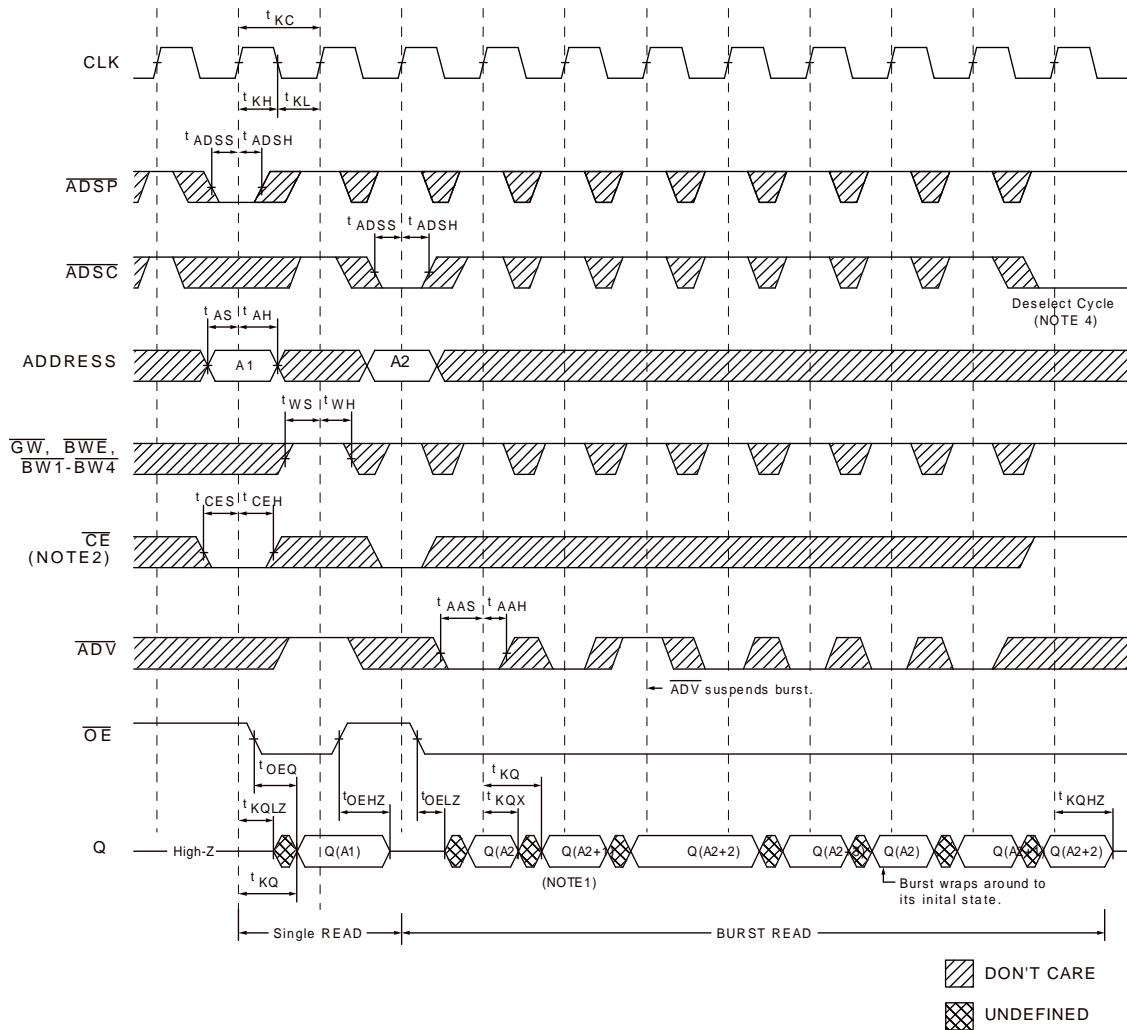 t KC
CLK
t KH
t KL
t ADSS
t ADSH
ADSP
t ADSS
t ADSH
ADSC
Deselect Cycle
(NOTE 4)
t AS
t AH
ADDRESS
A1
A2
t WS
t WH
GW, BWE,
BW1-BW4
t CES
t CEH
CE
(NOTE2)
t AAS
t AAH
ADV
ADV suspends burst.
OE
t OEQ
t KQ
t KQLZ
t OEHZ
t OELZ
t KQX
t KQHZ
Q
High-Z
Q(A1)
Q(A2)
Q(A2+1)
Q(A2+2)
Q(A2)
Q(A2+2)
(NOTE1)
t KQ
Burst wraps around to
its inital state.
Single READ
BURST READ
DON'T CARE
UNDEFINED